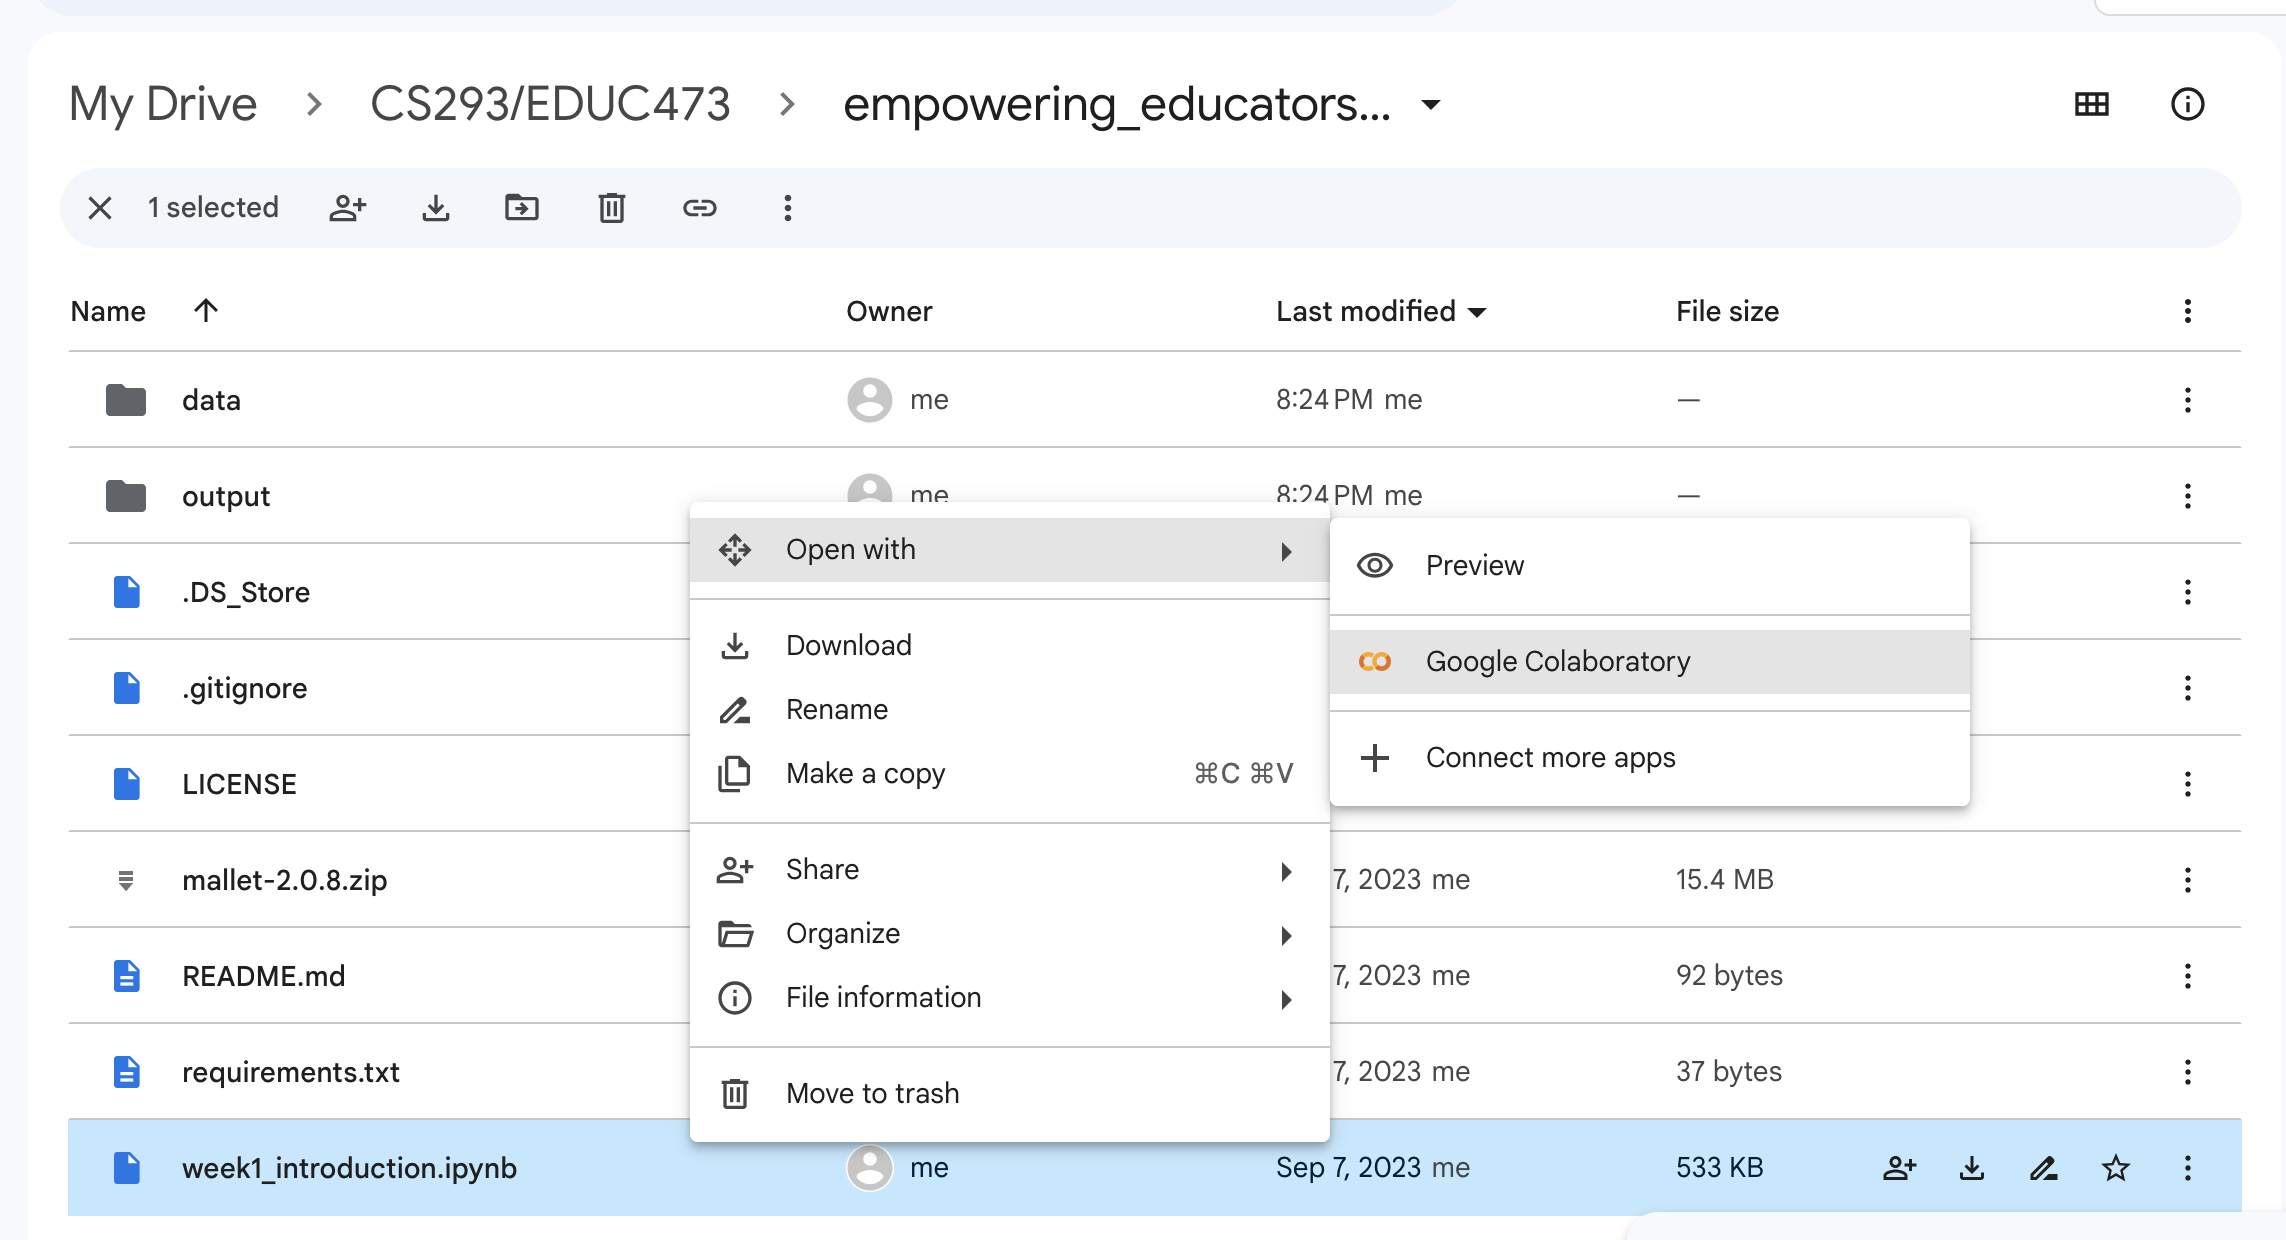 My Drive > CS293/EDUC473 > empowering_educators...
1 selected
Name Owner Last modified File size
data me 8:24 PM me —
output me 8:24 PM me —
.DS_Store
.gitignore
LICENSE
mallet-2.0.8.zip 7, 2023 me 15.4 MB
README.md 7, 2023 me 92 bytes
requirements.txt 7, 2023 me 37 bytes
week1_introduction.ipynb me Sep 7, 2023 me 533 KB
Open with
Download
Rename
Make a copy ⌘C ⌘V
Share
Organize
File information
Move to trash
Preview
Google Colaboratory
Connect more apps